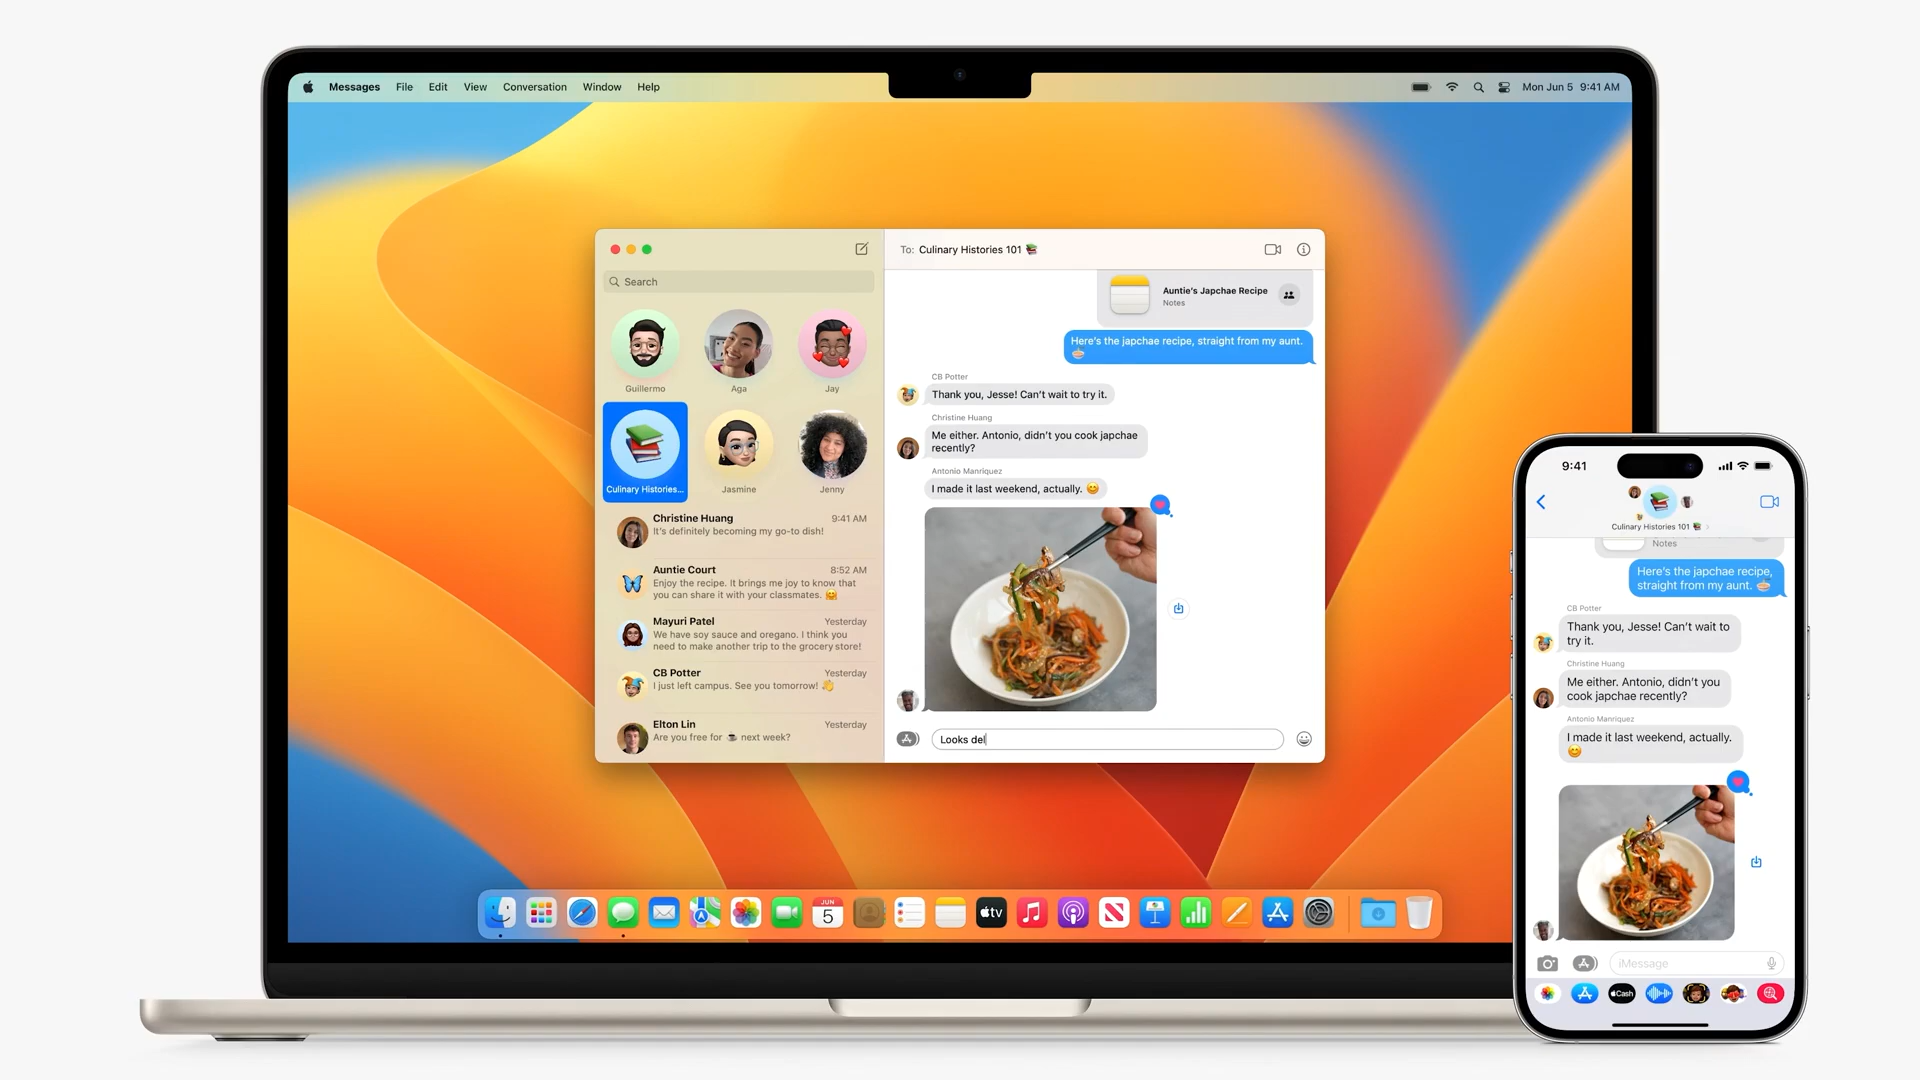 Messages File Edit View Conversation Window Help
Mon Jun 5 9:41 AM
Search
Guillermo
Aga
Jay
Culinary Histories...
Jasmine
Jenny
Christine Huang 9:41 AM
It's definitely becoming my go-to dish!
Auntie Court 8:52 AM
Enjoy the recipe. It brings me joy to know that
you can share it with your classmates. 🤗
Mayuri Patel Yesterday
We have soy sauce and oregano. I think you
need to make another trip to the grocery store!
CB Potter Yesterday
I just left campus. See you tomorrow! 👋
Elton Lin Yesterday
Are you free for ☕ next week?
To: Culinary Histories 101 📚
Auntie's Japchae Recipe
Notes
Here's the japchae recipe, straight from my aunt.
🍜
CB Potter
Thank you, Jesse! Can't wait to try it.
Christine Huang
Me either. Antonio, didn't you cook japchae
recently?
Antonio Manriquez
I made it last weekend, actually. 😋
Looks del
JUN
5
tv
9:41
Culinary Histories 101 📚
Notes
Here's the japchae recipe,
straight from my aunt. 🍜
CB Potter
Thank you, Jesse! Can't wait to
try it.
Christine Huang
Me either. Antonio, didn't you
cook japchae recently?
Antonio Manriquez
I made it last weekend, actually.
😋
iMessage
Cash